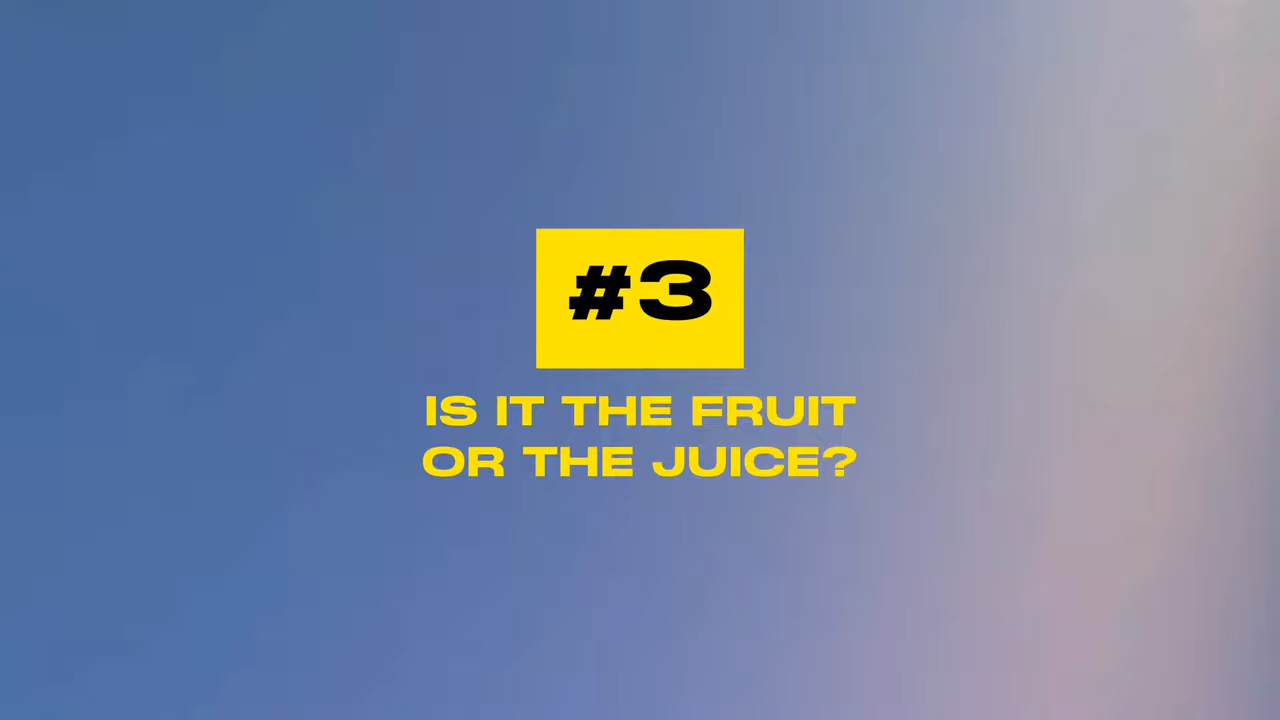 #3
IS IT THE FRUIT
OR THE JUICE?